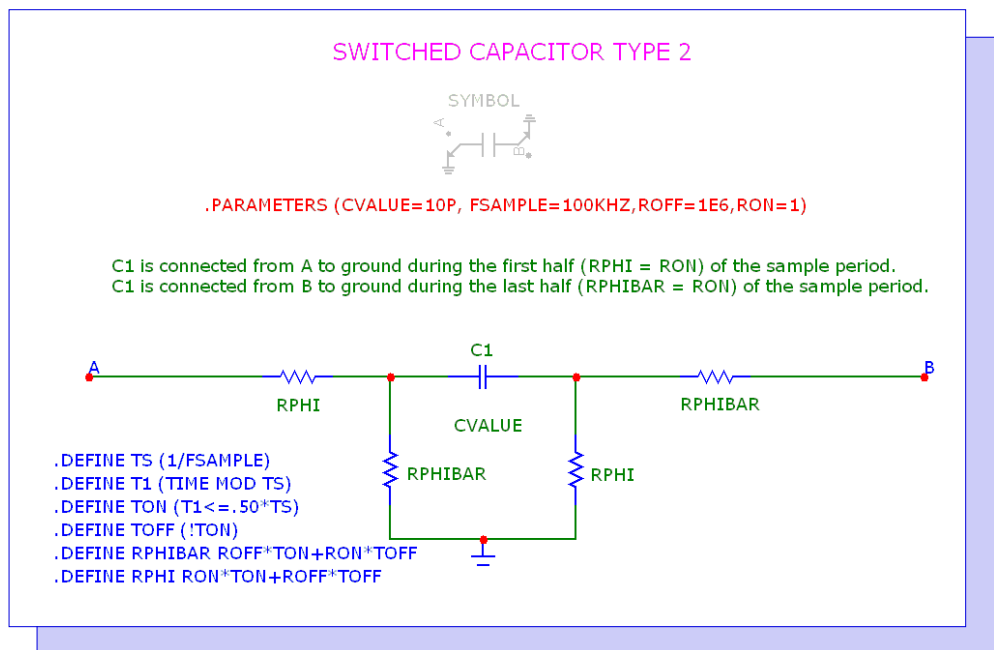 SWITCHED CAPACITOR TYPE 2
SYMBOL
A
B
.PARAMETERS (CVALUE=10P, FSAMPLE=100KHZ,ROFF=1E6,RON=1)
C1 is connected from A to ground during the first half (RPHI = RON) of the sample period.
C1 is connected from B to ground during the last half (RPHIBAR = RON) of the sample period.
C1
A
B
RPHI
RPHIBAR
CVALUE
RPHIBAR
RPHI
.DEFINE TS (1/FSAMPLE)
.DEFINE T1 (TIME MOD TS)
.DEFINE TON (T1<=.50*TS)
.DEFINE TOFF (!TON)
.DEFINE RPHIBAR ROFF*TON+RON*TOFF
.DEFINE RPHI RON*TON+ROFF*TOFF